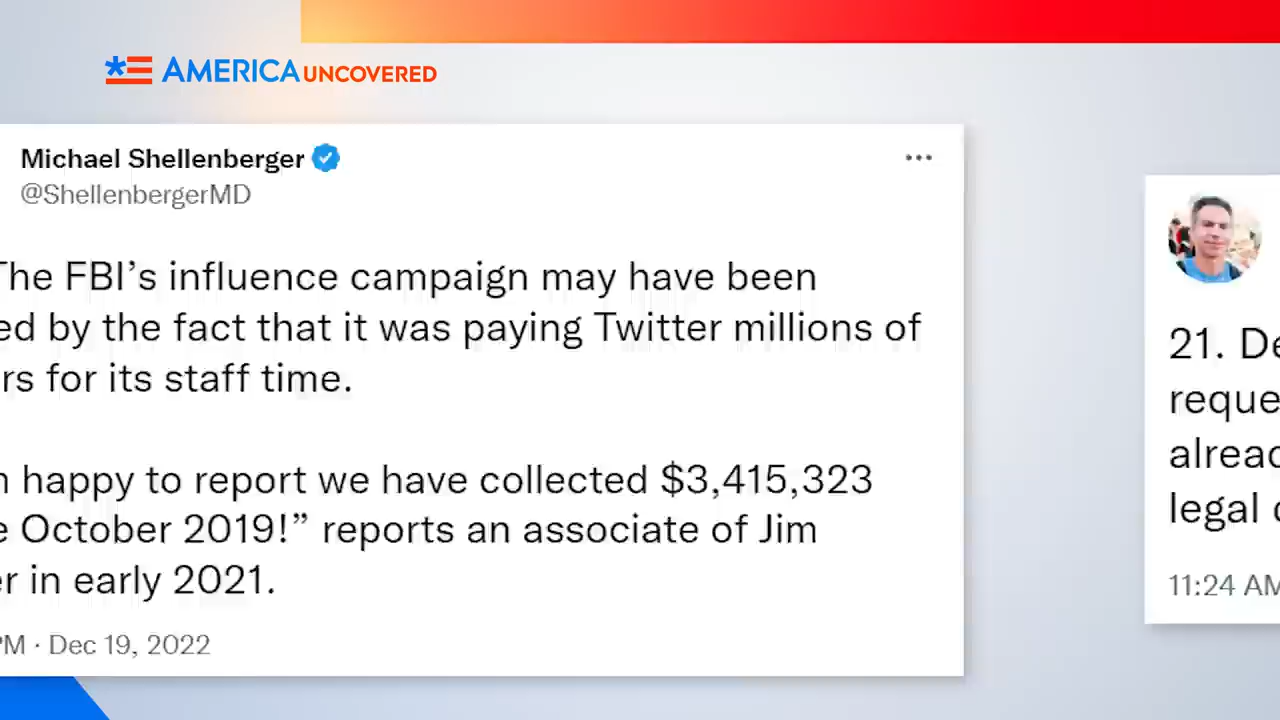 AMERICA UNCOVERED
Michael Shellenberger
@ShellenbergerMD
The FBI’s influence campaign may have been
ed by the fact that it was paying Twitter millions of
rs for its staff time.
happy to report we have collected $3,415,323
e October 2019!” reports an associate of Jim
er in early 2021.
PM · Dec 19, 2022
21. De
reque
alread
legal
11:24 AM